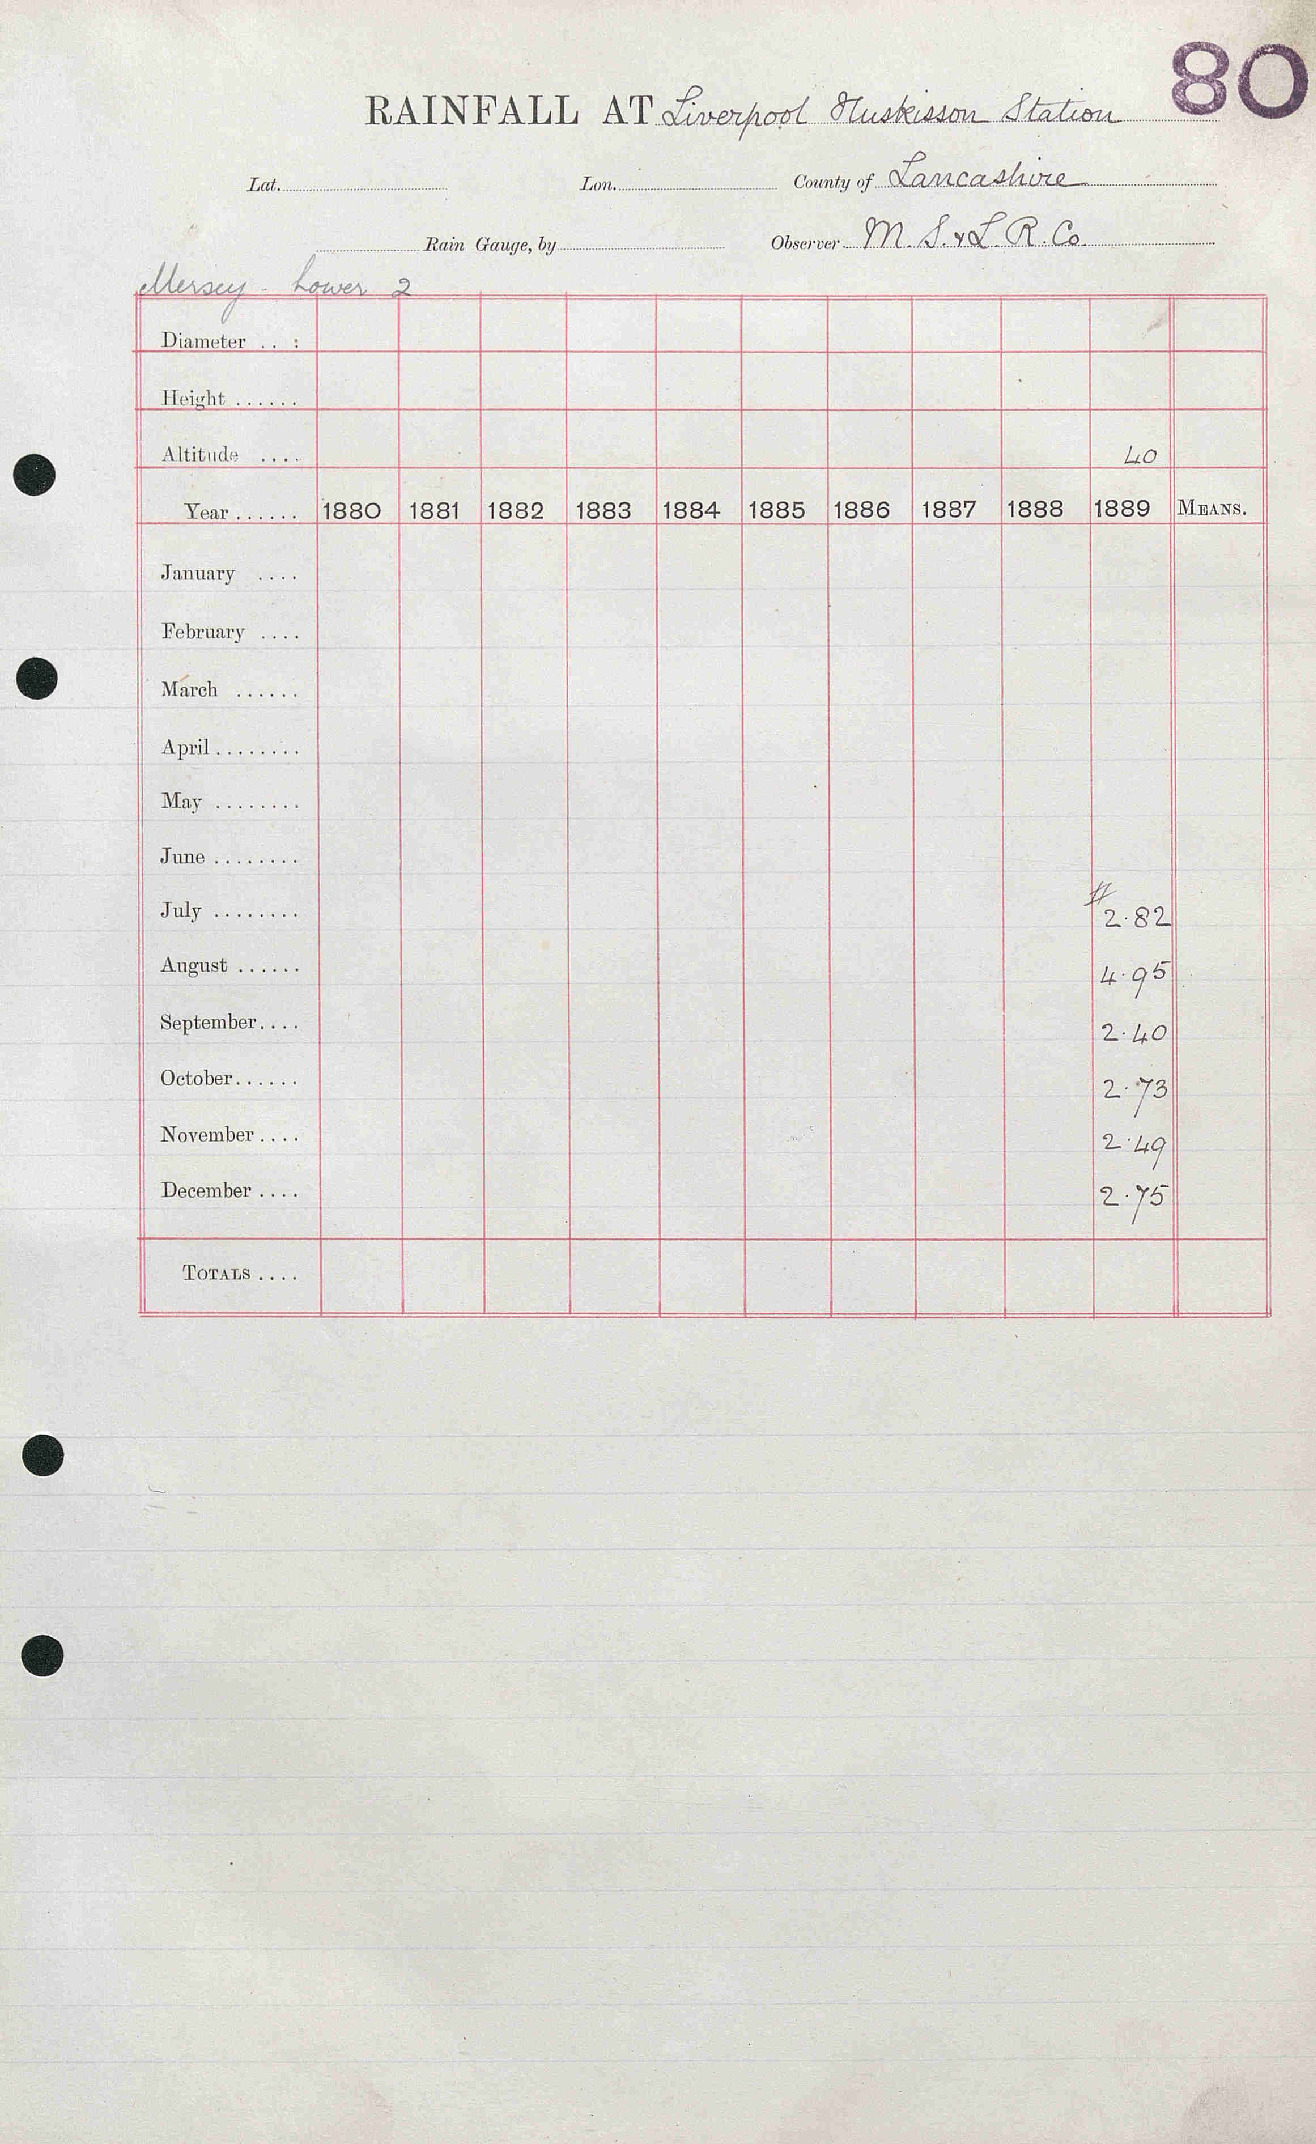 80
RAINFALL AT Liverpool Huskisson Station
Lat. Lon. County of Lancashire
Rain Gauge, by Observer M. S. & L R. Co.
Mersey - Lower 2
Diameter . . :
Height ......
Altitude .... 40
Year ...... 1880 1881 1882 1883 1884 1885 1886 1887 1888 1889 MEANS.
January ....
February ....
March ......
April ........
May ........
June ........
July ........ # 2.82
August ...... 4.95
September .... 2.40
October ...... 2.73
November .... 2.49
December .... 2.75
TOTALS ....